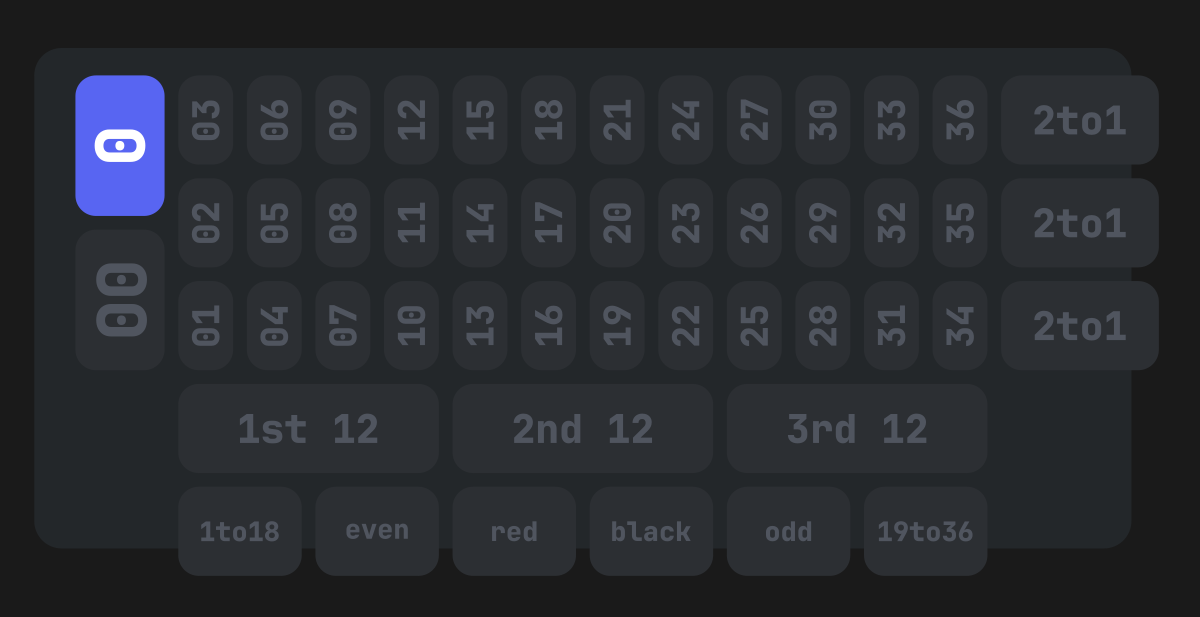 0
03 06 09 12 15 18 21 24 27 30 33 36 2to1
02 05 08 11 14 17 20 23 26 29 32 35 2to1
00
01 04 07 10 13 16 19 22 25 28 31 34 2to1
1st 12 2nd 12 3rd 12
1to18 even red black odd 19to36